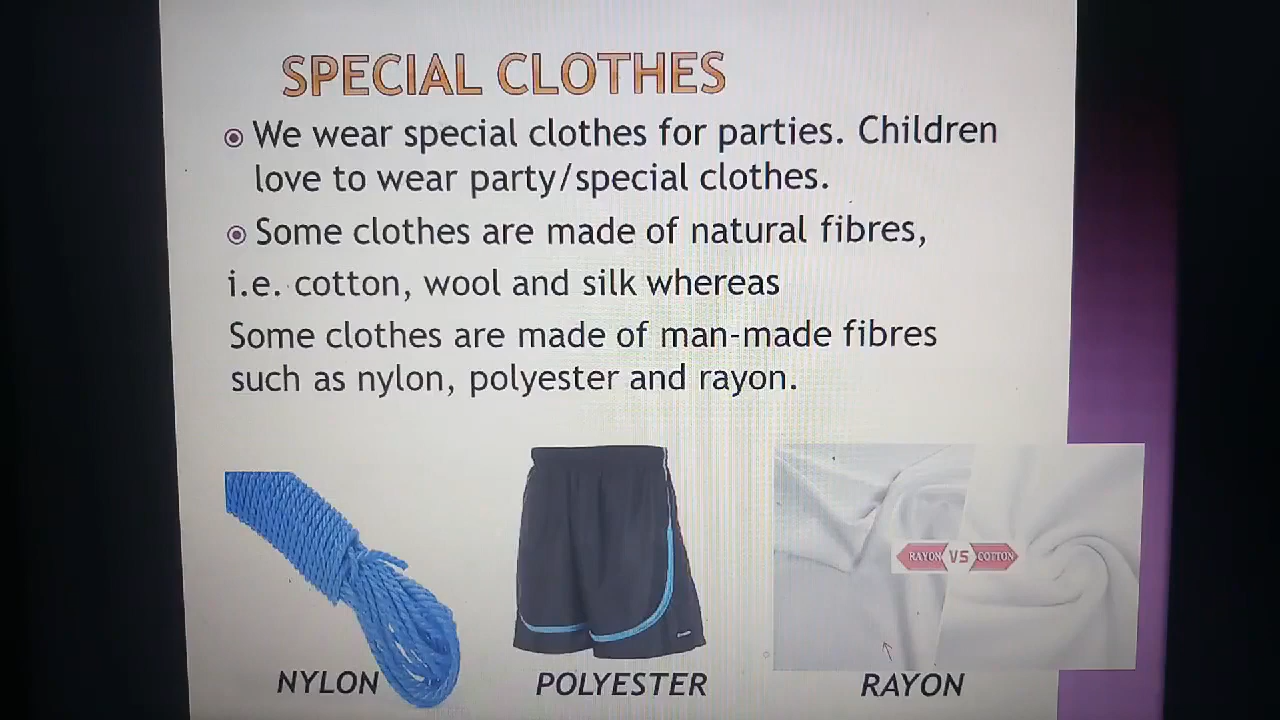 SPECIAL CLOTHES
We wear special clothes for parties. Children
love to wear party/special clothes.
Some clothes are made of natural fibres,
i.e. cotton, wool and silk whereas
Some clothes are made of man-made fibres
such as nylon, polyester and rayon.
RAYON VS COTTON
NYLON
POLYESTER
RAYON